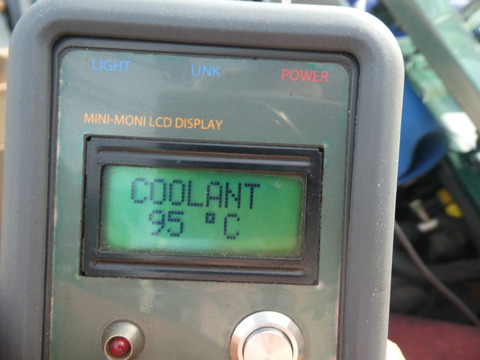 LIGHT LINK POWER
MINI-MONI LCD DISPLAY
COOLANT
95 °C